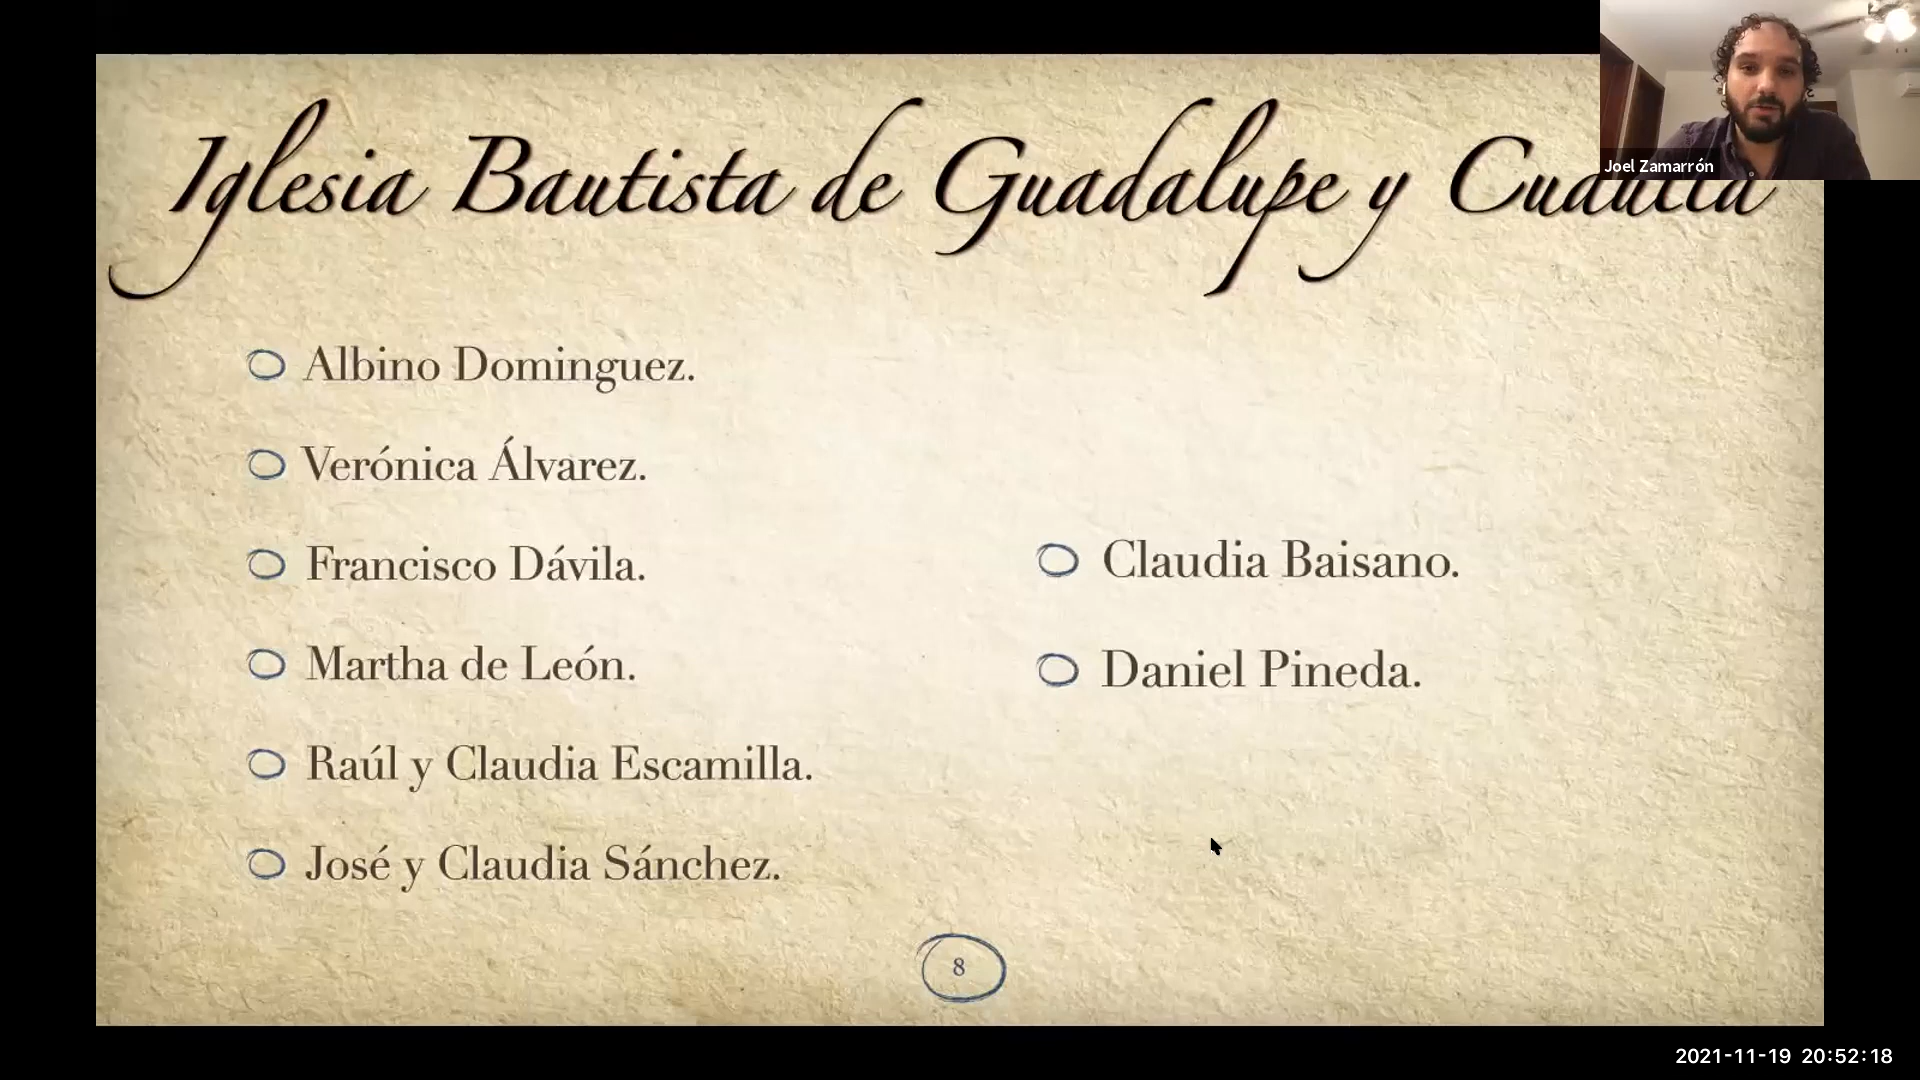 Iglesia Bautista de Guadalupe y
Joel Zamarrón
Albino Dominguez.
Verónica Álvarez.
Francisco Dávila.
Martha de León.
Raúl y Claudia Escamilla.
José y Claudia Sánchez.
Claudia Baisano.
Daniel Pineda.
8
2021-11-19 20:52:18